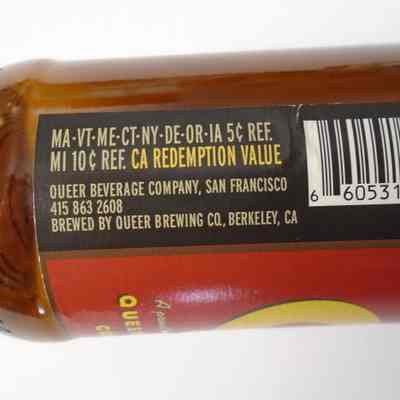 MA·VT·ME·CT·NY·DE·OR·IA 5¢ REF.
MI 10¢ REF. CA REDEMPTION VALUE
QUEER BEVERAGE COMPANY, SAN FRANCISCO
415 863 2608
BREWED BY QUEER BREWING CO., BERKELEY, CA
6 60531
A
QUEE
C